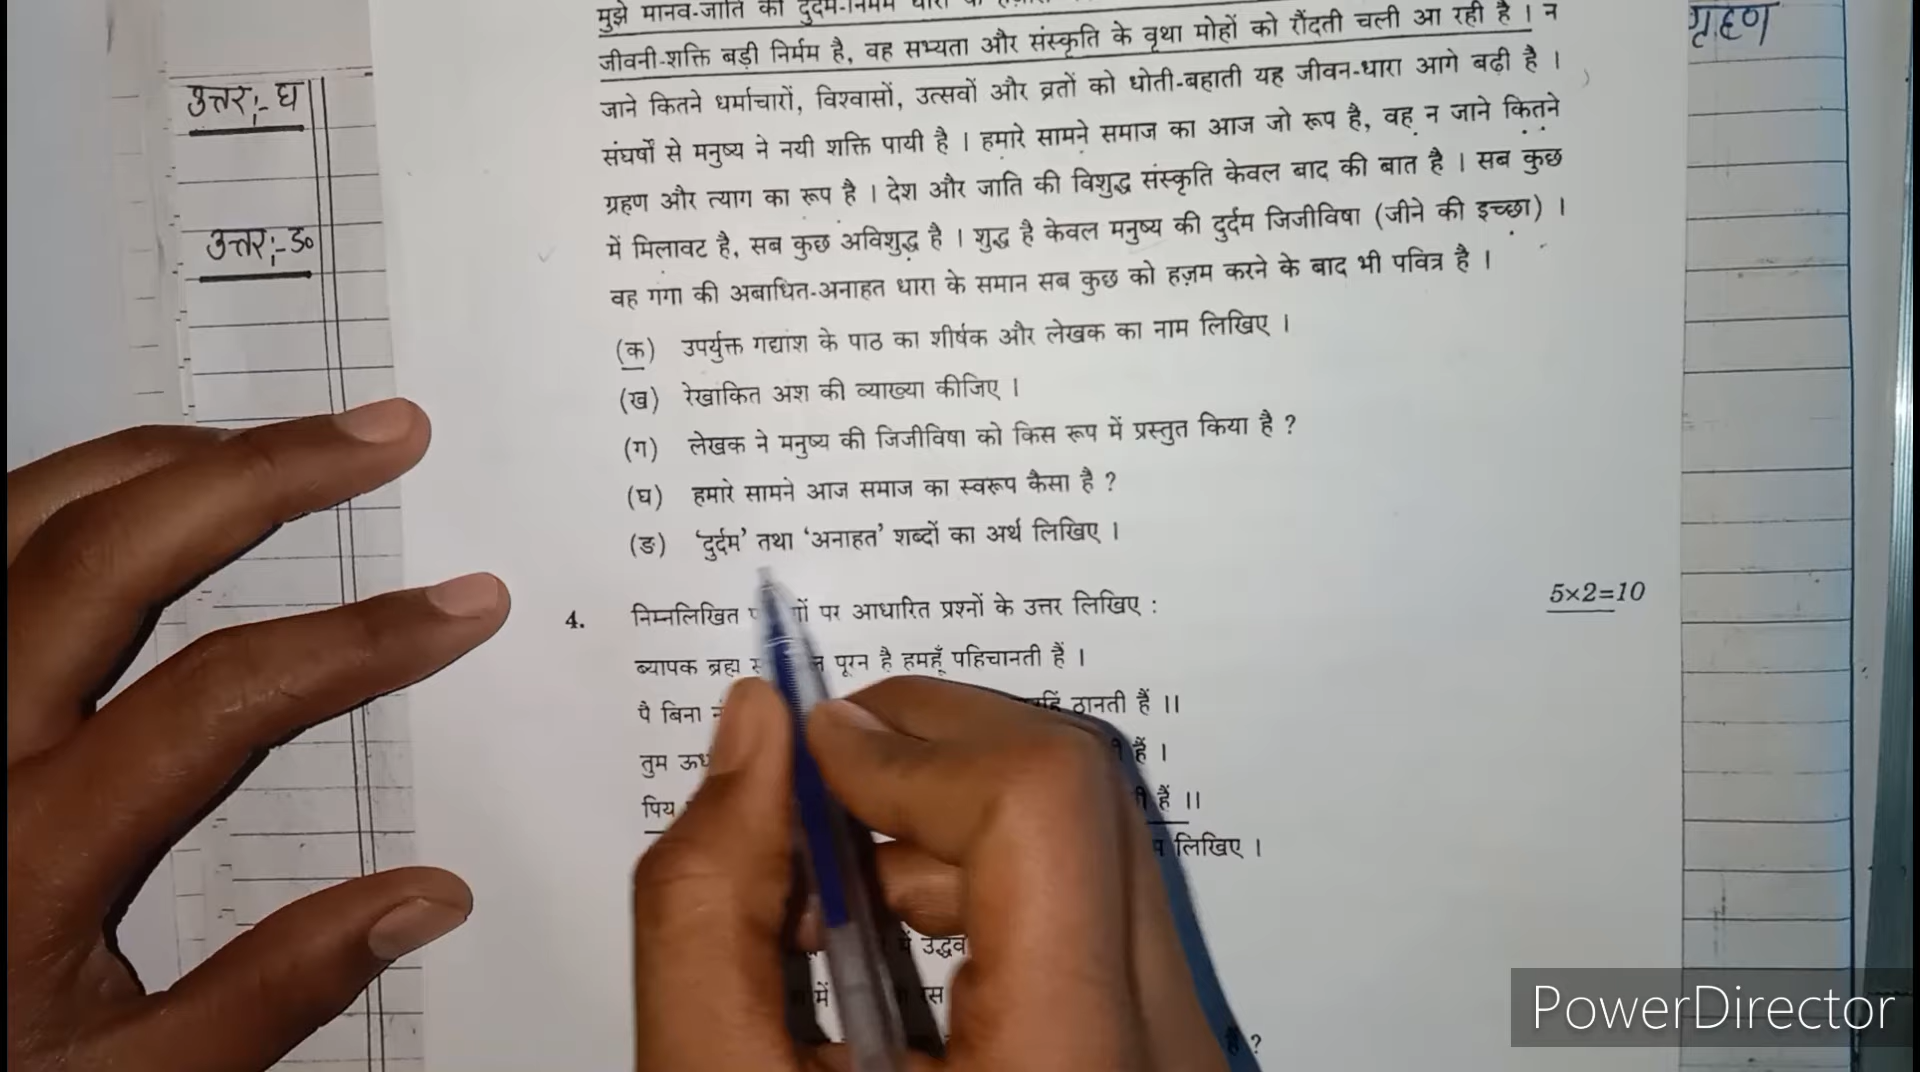 मुझे मानव-जाति की दुर्दम-निर्मम धारा के
जीवनी-शक्ति बड़ी निर्मम है, वह सभ्यता और संस्कृति के वृथा मोहों को रौंदती चली आ रही है । न
जाने कितने धर्माचारों, विश्वासों, उत्सवों और व्रतों को धोती-बहाती यह जीवन-धारा आगे बढ़ी है ।
संघर्षों से मनुष्य ने नयी शक्ति पायी है । हमारे सामने समाज का आज जो रूप है, वह न जाने कितने
ग्रहण और त्याग का रूप है । देश और जाति की विशुद्ध संस्कृति केवल बाद की बात है । सब कुछ
में मिलावट है, सब कुछ अविशुद्ध है । शुद्ध है केवल मनुष्य की दुर्दम जिजीविषा (जीने की इच्छा) ।
वह गंगा की अबाधित-अनाहत धारा के समान सब कुछ को हज़म करने के बाद भी पवित्र है ।
(क) उपर्युक्त गद्यांश के पाठ का शीर्षक और लेखक का नाम लिखिए ।
(ख) रेखांकित अंश की व्याख्या कीजिए ।
(ग) लेखक ने मनुष्य की जिजीविषा को किस रूप में प्रस्तुत किया है ?
(घ) हमारे सामने आज समाज का स्वरूप कैसा है ?
(ङ) ‘दुर्दम’ तथा ‘अनाहत’ शब्दों का अर्थ लिखिए ।
4. निम्नलिखित पर आधारित प्रश्नों के उत्तर लिखिए : 5×2=10
ब्यापक ब्रह्म पूरन है हमहूँ पहिचानती हैं ।
पै बिना ठानती हैं ।।
तुम हैं ।
पिय हैं ।।
लिखिए ।
में उद्धव
में
?
उत्तर:- घ
उत्तर:- ङ
ग्रहण
PowerDirector